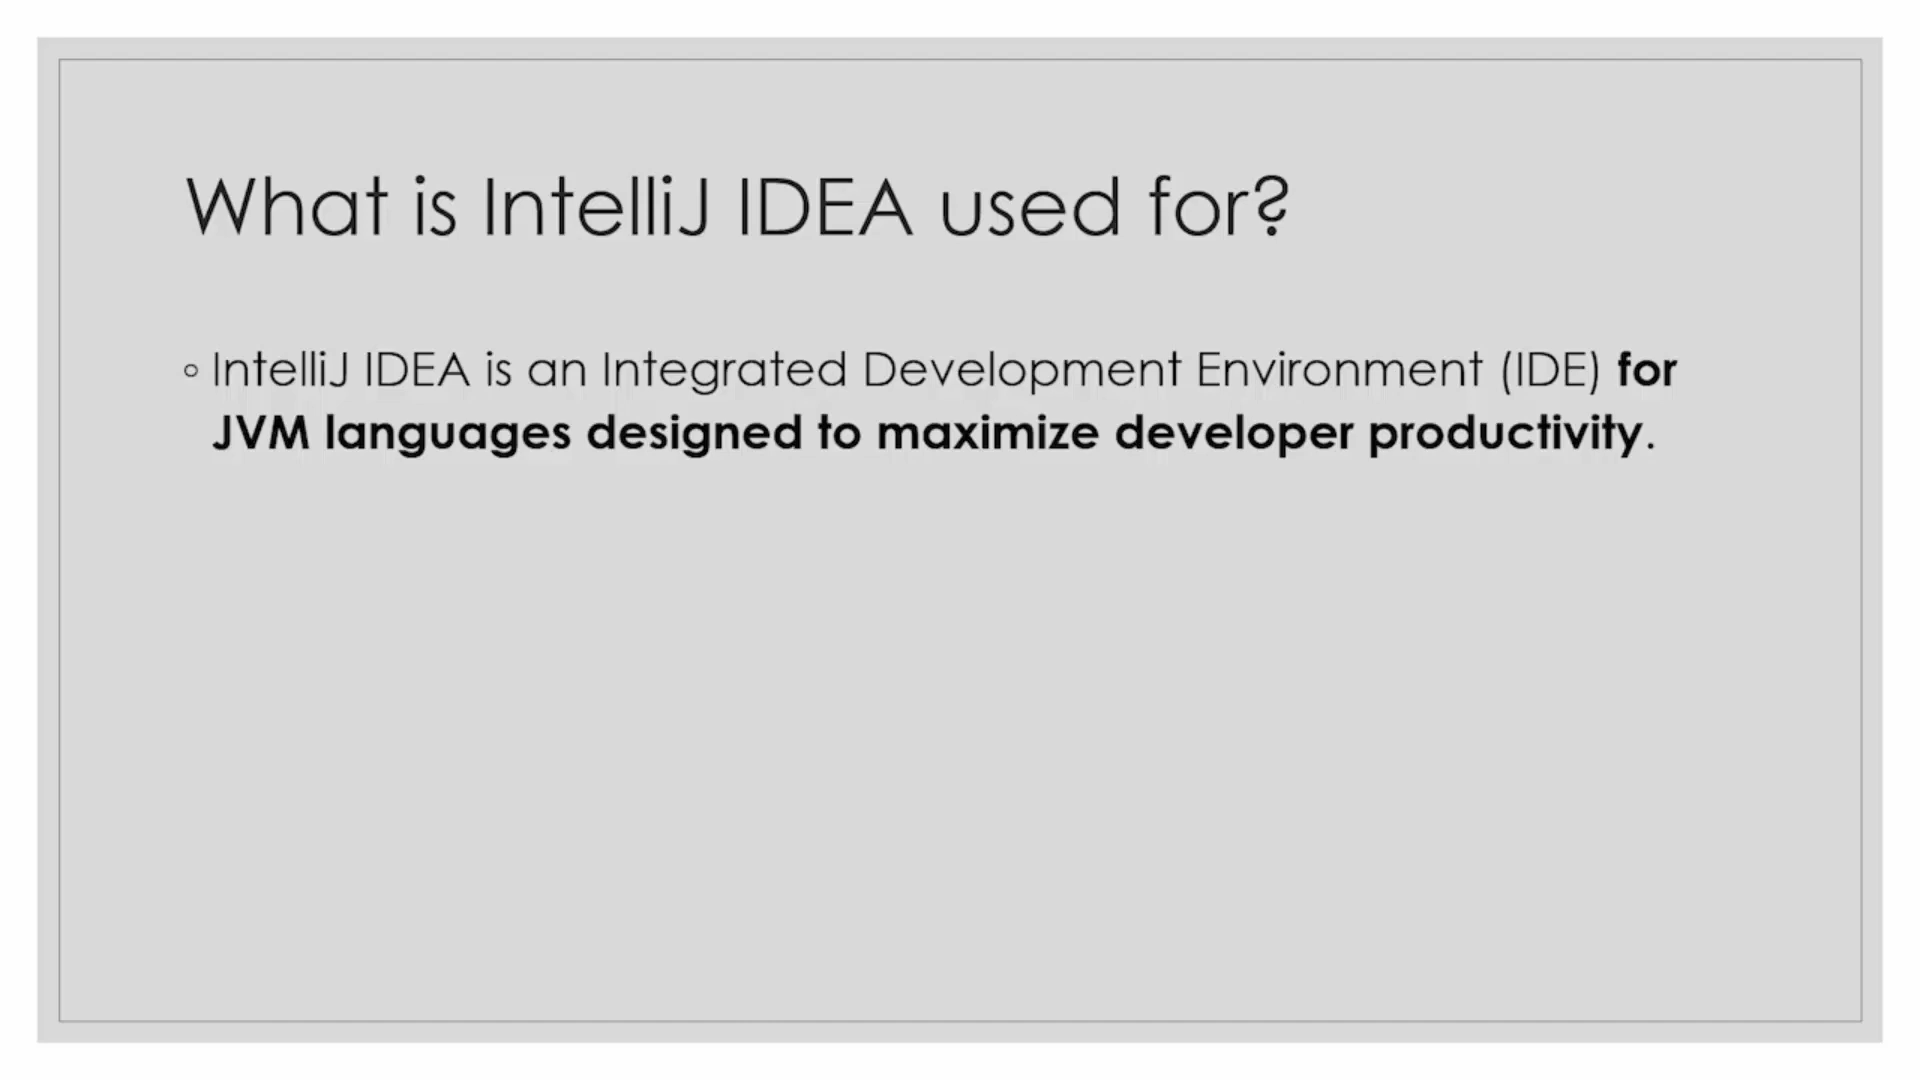 What is IntelliJ IDEA used for?
◦ IntelliJ IDEA is an Integrated Development Environment (IDE) for
JVM languages designed to maximize developer productivity.